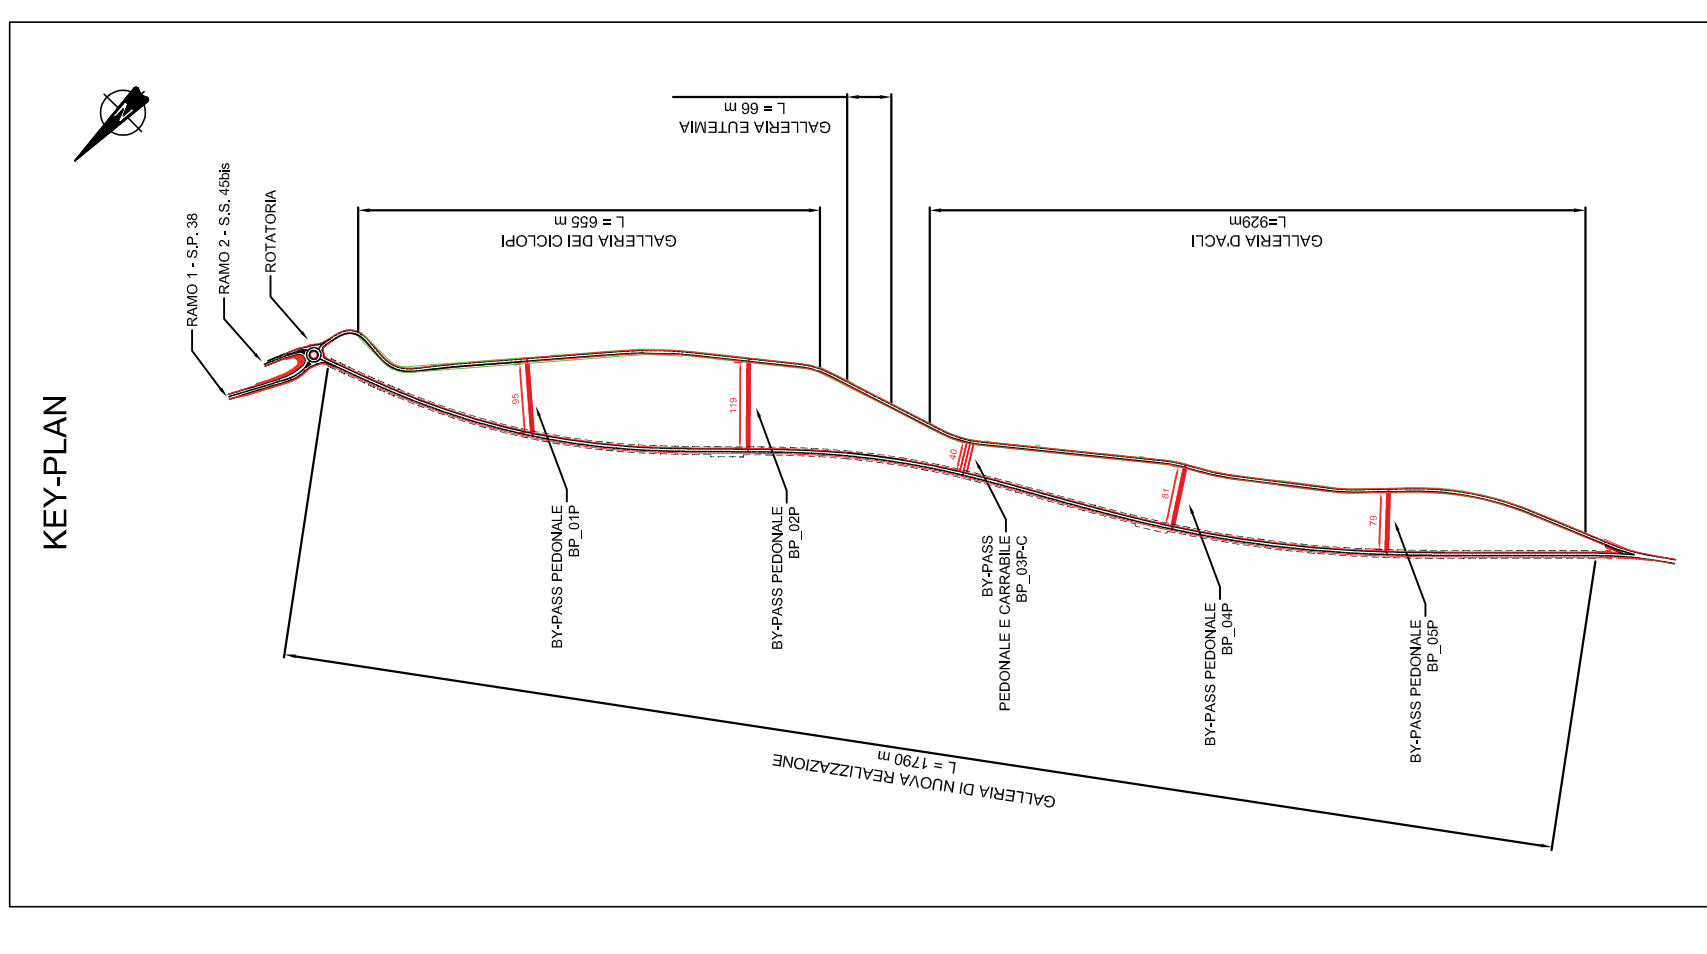 KEY-PLAN
N
RAMO 1 - S.P. 38
RAMO 2 - S.S. 45bis
ROTATORIA
GALLERIA DEI CICLOPI
L = 655 m
GALLERIA EUTEMIA
L = 66 m
GALLERIA D'ACLI
L=929m
95
119
40
81
79
BY-PASS PEDONALE
BP_01P
BY-PASS PEDONALE
BP_02P
BY-PASS
PEDONALE E CARRABILE
BP_03P-C
BY-PASS PEDONALE
BP_04P
BY-PASS PEDONALE
BP_05P
GALLERIA DI NUOVA REALIZZAZIONE
L = 1790 m